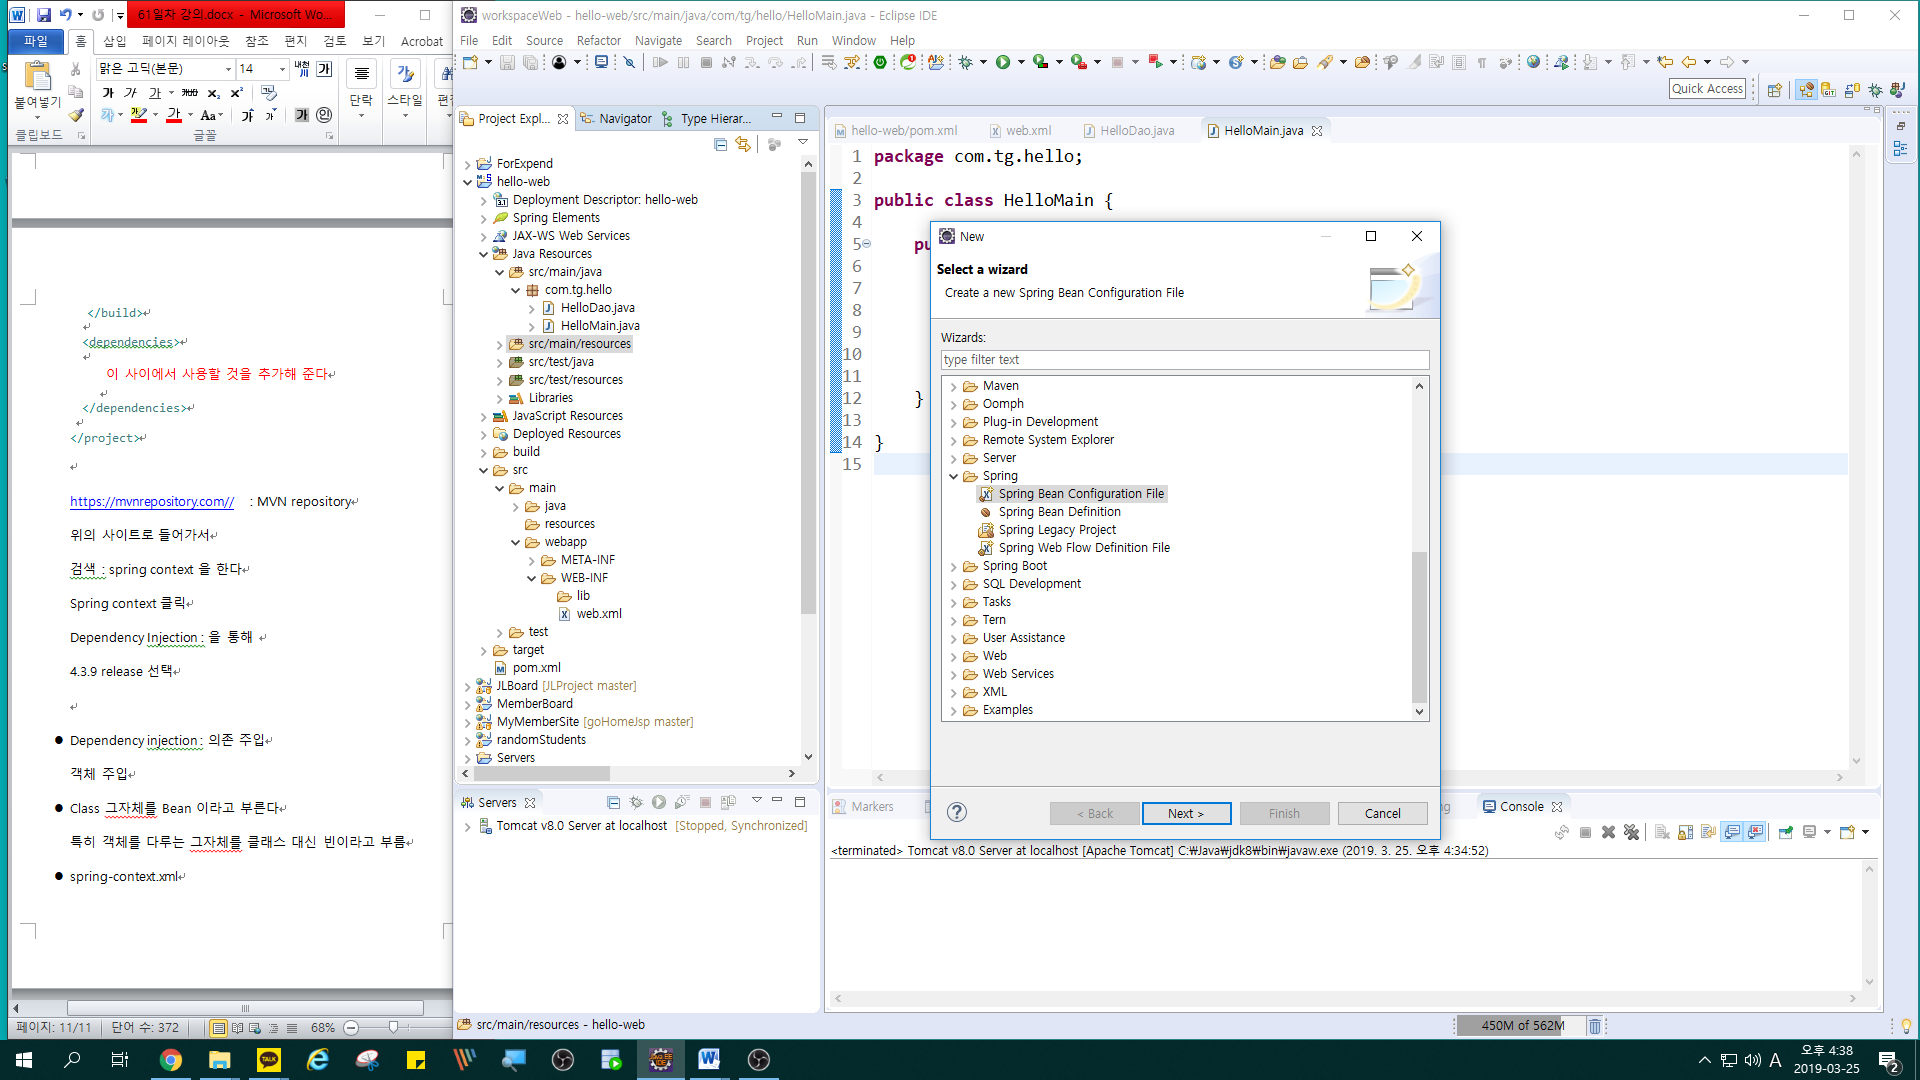 61일차 강의.docx - Microsoft Wo...
파일 홈 삽입 페이지 레이아웃 참조 편지 검토 보기 Acrobat
맑은 고딕(본문) 14
붙여넣기
단락 스타일
클립보드 글꼴
</build>
<dependencies>
이 사이에서 사용할 것을 추가해 준다
</dependencies>
</project>
https://mvnrepository.com// : MVN repository
위의 사이트로 들어가서
검색 : spring context 을 한다
Spring context 클릭
Dependency Injection : 을 통해
4.3.9 release 선택
● Dependency injection : 의존 주입
객체 주입
● Class 그자체를 Bean 이라고 부른다
특히 객체를 다루는 그자체를 클래스 대신 빈이라고 부름
● spring-context.xml
페이지: 11/11 단어 수: 372 68%
workspaceWeb - hello-web/src/main/java/com/tg/hello/HelloMain.java - Eclipse IDE
File Edit Source Refactor Navigate Search Project Run Window Help
Quick Access
Project Expl... Navigator Type Hierar...
ForExpend
hello-web
Deployment Descriptor: hello-web
Spring Elements
JAX-WS Web Services
Java Resources
src/main/java
com.tg.hello
HelloDao.java
HelloMain.java
src/main/resources
src/test/java
src/test/resources
Libraries
JavaScript Resources
Deployed Resources
build
src
main
java
resources
webapp
META-INF
WEB-INF
lib
web.xml
test
target
pom.xml
JLBoard [JLProject master]
MemberBoard
MyMemberSite [goHomeJsp master]
randomStudents
Servers
Servers
Tomcat v8.0 Server at localhost [Stopped, Synchronized]
src/main/resources - hello-web
hello-web/pom.xml web.xml HelloDao.java HelloMain.java
1 package com.tg.hello;
2
3 public class HelloMain {
4
5 pu
6
7
8
9
10
11
12 }
13
14 }
15
New
Select a wizard
Create a new Spring Bean Configuration File
Wizards:
type filter text
Maven
Oomph
Plug-in Development
Remote System Explorer
Server
Spring
Spring Bean Configuration File
Spring Bean Definition
Spring Legacy Project
Spring Web Flow Definition File
Spring Boot
SQL Development
Tasks
Tern
User Assistance
Web
Web Services
XML
Examples
< Back Next > Finish Cancel
Markers Console
<terminated> Tomcat v8.0 Server at localhost [Apache Tomcat] C:₩Java₩jdk8₩bin₩javaw.exe (2019. 3. 25. 오후 4:34:52)
450M of 562M
TALK
A 오후 4:38
2019-03-25
2